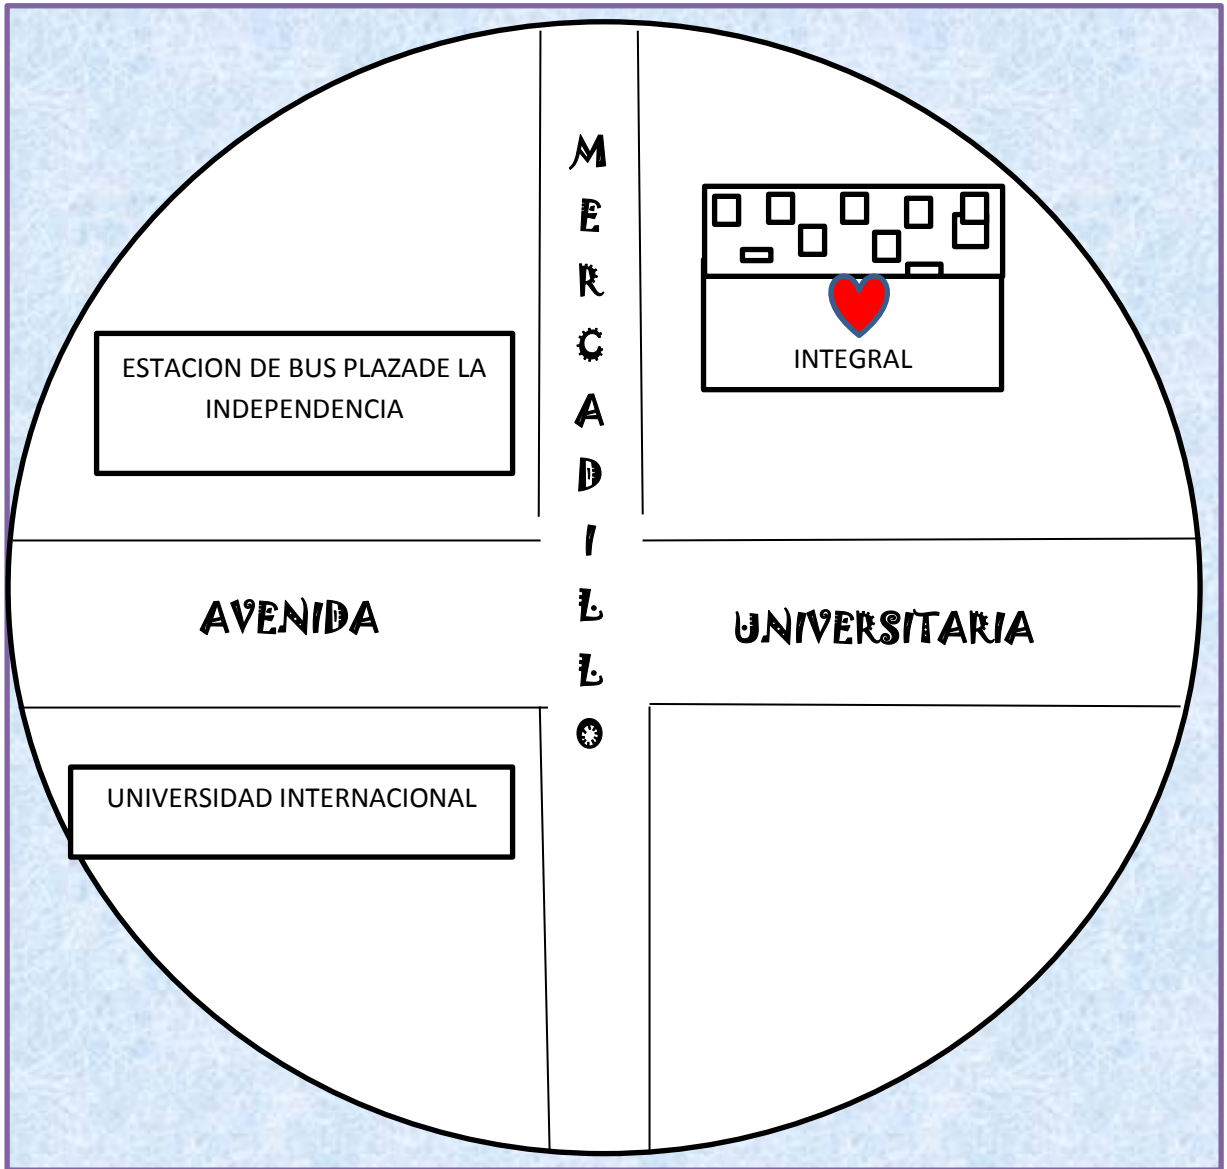 MERCADILLO
INTEGRAL
ESTACION DE BUS PLAZADE LA
INDEPENDENCIA
AVENIDA UNIVERSITARIA
UNIVERSIDAD INTERNACIONAL